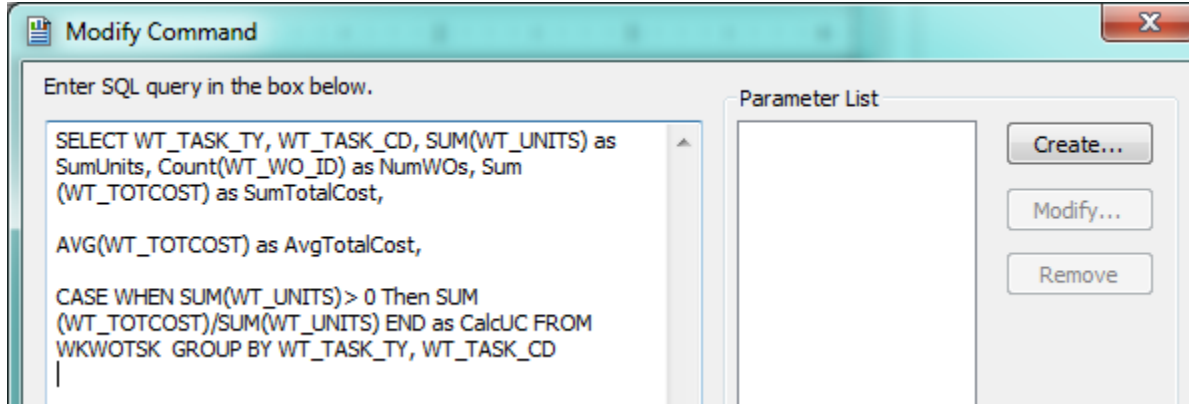 Modify Command
Enter SQL query in the box below.
Parameter List
SELECT WT_TASK_TY, WT_TASK_CD, SUM(WT_UNITS) as
SumUnits, Count(WT_WO_ID) as NumWOs, Sum
(WT_TOTCOST) as SumTotalCost,
AVG(WT_TOTCOST) as AvgTotalCost,
CASE WHEN SUM(WT_UNITS)> 0 Then SUM
(WT_TOTCOST)/SUM(WT_UNITS) END as CalcUC FROM
WKWOTSK  GROUP BY WT_TASK_TY, WT_TASK_CD
Create...
Modify...
Remove